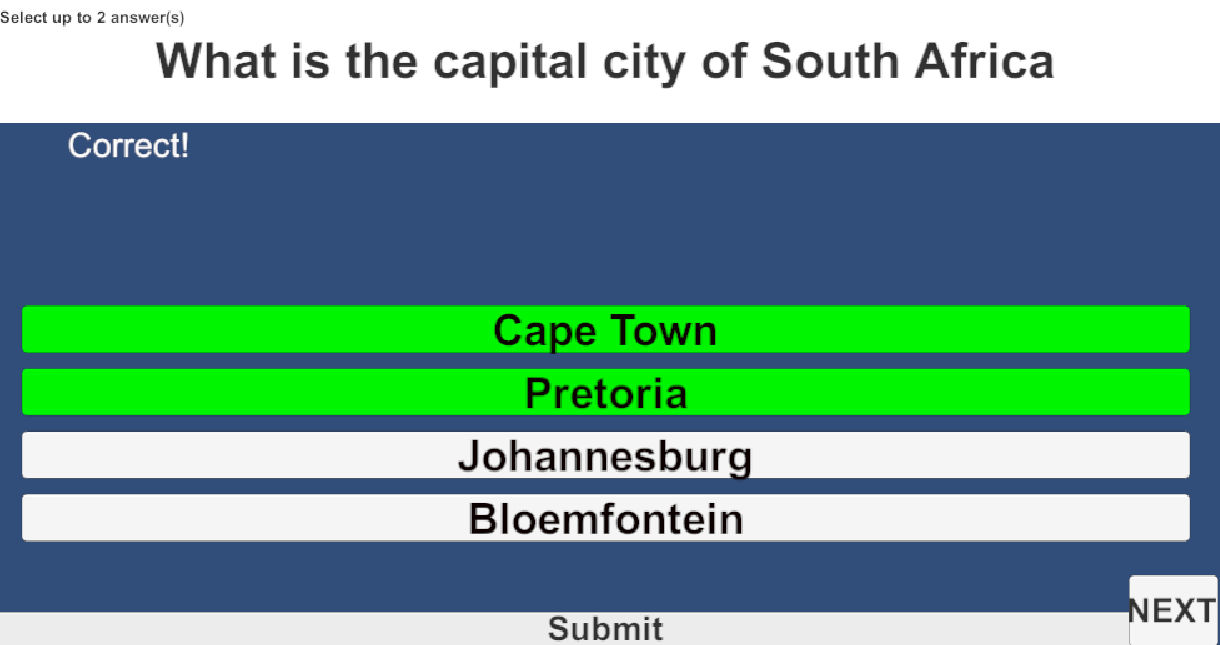 Select up to 2 answer(s)
What is the capital city of South Africa
Correct!
Cape Town
Pretoria
Johannesburg
Bloemfontein
NEXT
Submit